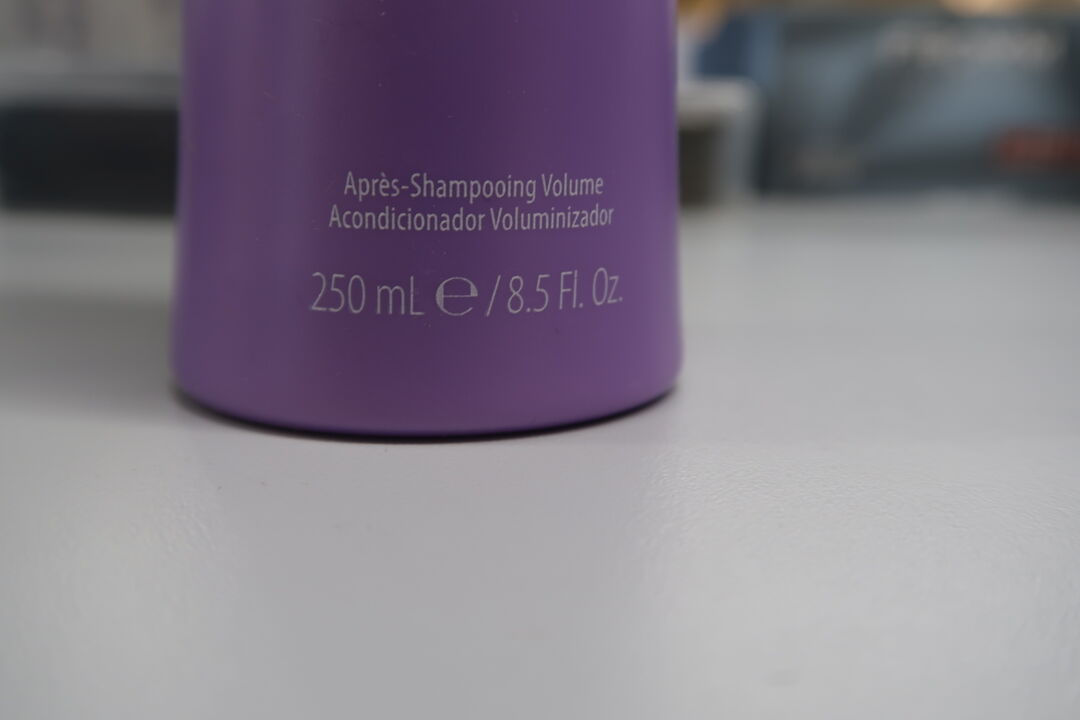 Après-Shampooing Volume
Acondicionador Voluminizador
250 mL ℮ / 8.5 Fl. Oz.